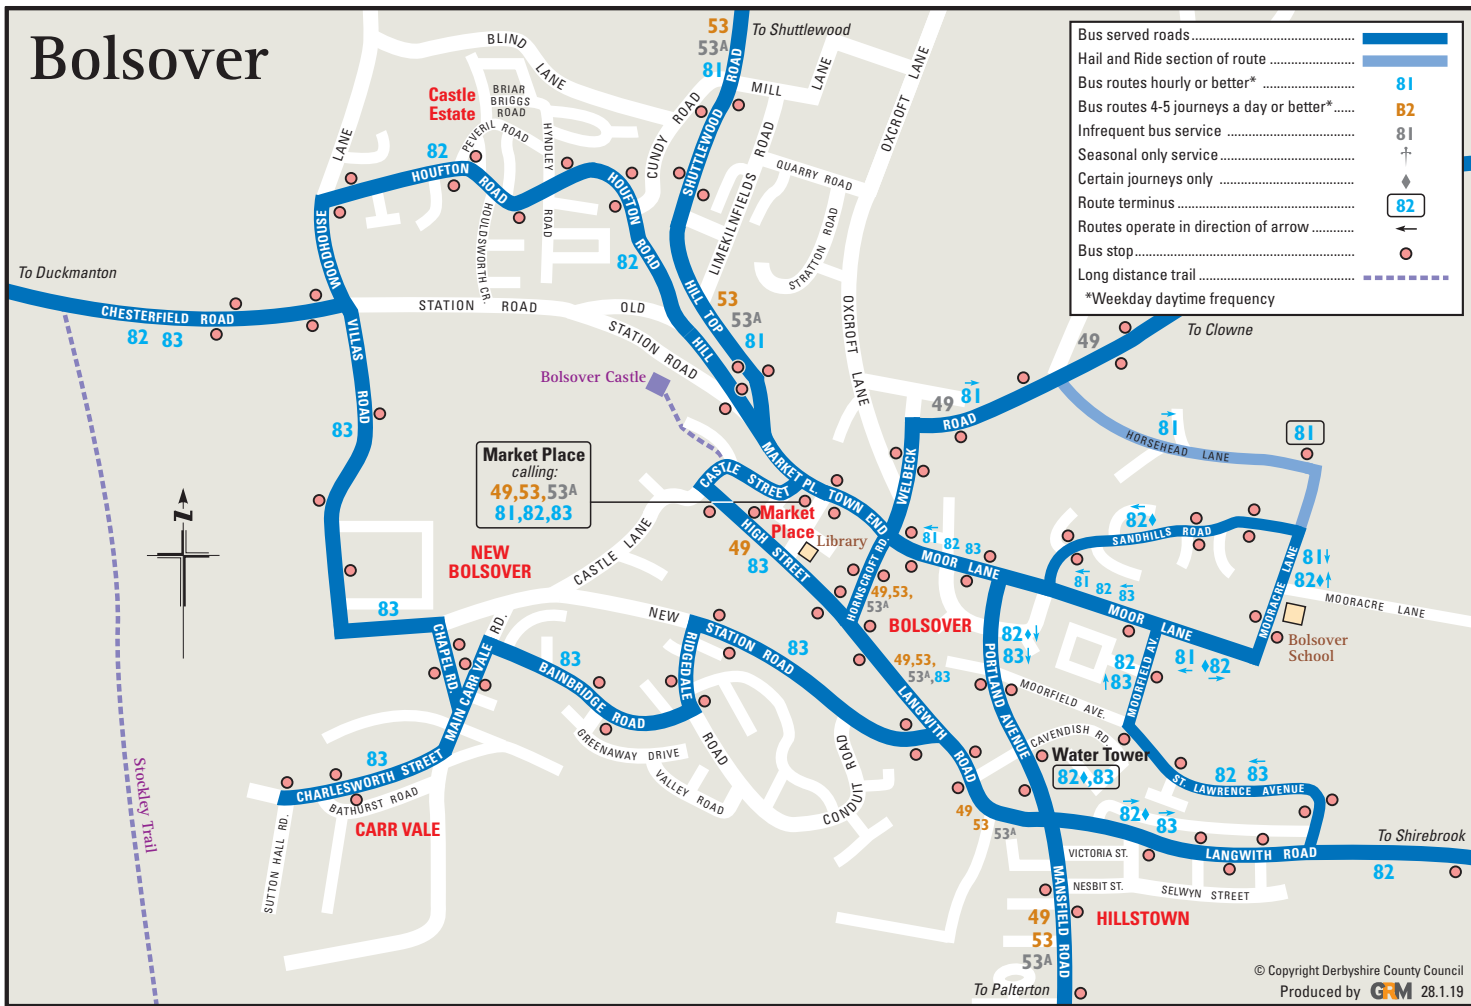 Bolsover
Bus served roads
Hail and Ride section of route
Bus routes hourly or better* 81
Bus routes 4-5 journeys a day or better* B2
Infrequent bus service 81
Seasonal only service †
Certain journeys only ♦
Route terminus 82
Routes operate in direction of arrow ←
Bus stop
Long distance trail
*Weekday daytime frequency
53
53A
81
To Shuttlewood
BLIND
LANE
MILL
LANE
OXCROFT LANE
Castle
Estate
BRIAR
BRIGGS
ROAD
PEVERIL ROAD
HYNDLEY
ROAD
CUNDY ROAD
SHUTTLEWOOD
ROAD
LIMEKILNFIELDS
ROAD
QUARRY ROAD
STRATTON ROAD
LANE
82
HOUFTON
ROAD
HOUFTON
ROAD
82
HOULDSWORTH CR.
WOODHOUSE
To Duckmanton
CHESTERFIELD ROAD
82 83
STATION ROAD
OLD
STATION ROAD
HILL TOP
HILL
53
53A
81
OXCROFT
LANE
To Clowne
49
VILLAS
ROAD
83
Bolsover Castle
49
81
ROAD
WELBECK
81
HORSEHEAD LANE
81
Market Place
calling:
49,53,53A
81,82,83
CASTLE
STREET
MARKET PL.
TOWN END
Market
Place
Library
HIGH STREET
49
83
HORNSCROFT RD.
49,53,
53A
81 82 83
MOOR LANE
82♦
SANDHILLS ROAD
81 82 83
MOOR LANE
81
82♦
MOORACRE LANE
MOORACRE LANE
Bolsover
School
81 ♦82
NEW
BOLSOVER
CASTLE LANE
83
CHAPEL RD.
MAIN CARR VALE
RD.
NEW
STATION ROAD
83
RIDGEDALE
ROAD
83
BAINBRIDGE ROAD
BOLSOVER
49,53,
53A,83
LANGWITH
ROAD
82♦
83
PORTLAND AVENUE
MOORFIELD AVE.
82
83
MOORFIELD AV.
CAVENDISH RD.
Water Tower
82♦,83
82 83
ST. LAWRENCE AVENUE
GREENAWAY DRIVE
VALLEY ROAD
CONDUIT
ROAD
83
CHARLESWORTH STREET
BATHURST ROAD
CARR VALE
SUTTON HALL RD.
Stockley Trail
49
53
53A
82♦ 83
LANGWITH ROAD
To Shirebrook
82
VICTORIA ST.
NESBIT ST.
SELWYN STREET
HILLSTOWN
MANSFIELD ROAD
49
53
53A
To Palterton
© Copyright Derbyshire County Council
Produced by GRM 28.1.19